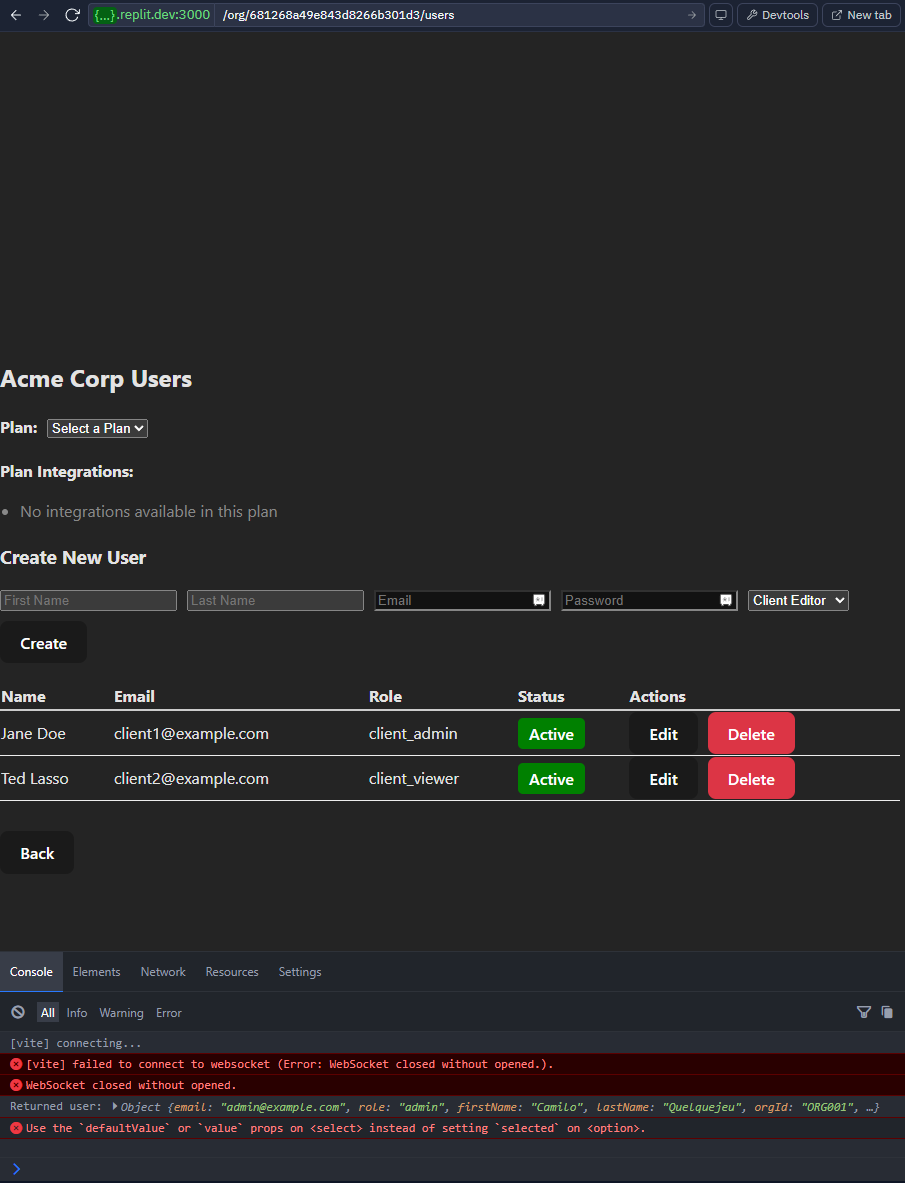 {...}.replit.dev:3000 /org/681268a49e843d8266b301d3/users Devtools New tab
Acme Corp Users
Plan: Select a Plan
Plan Integrations:
No integrations available in this plan
Create New User
First Name Last Name Email Password Client Editor
Create
Name Email Role Status Actions
Jane Doe client1@example.com client_admin Active Edit Delete
Ted Lasso client2@example.com client_viewer Active Edit Delete
Back
Console Elements Network Resources Settings
All Info Warning Error
[vite] connecting...
[vite] failed to connect to websocket (Error: WebSocket closed without opened.).
WebSocket closed without opened.
Returned user: Object {email: "admin@example.com", role: "admin", firstName: "Camilo", lastName: "Quelquejeu", orgId: "ORG001", …}
Use the `defaultValue` or `value` props on <select> instead of setting `selected` on <option>.